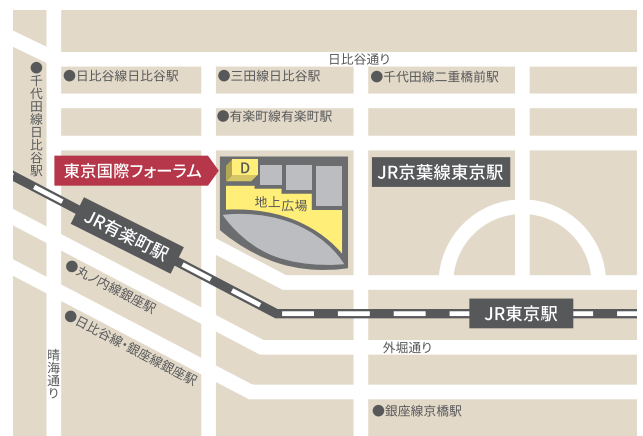 日比谷通り
千代田線日比谷駅
●日比谷線日比谷駅
●三田線日比谷駅
●千代田線二重橋前駅
●有楽町線有楽町駅
東京国際フォーラム
D
JR京葉線東京駅
地上広場
JR有楽町駅
●丸ノ内線銀座駅
JR東京駅
●日比谷線・銀座線銀座駅
外堀通り
晴海通り
●銀座線京橋駅